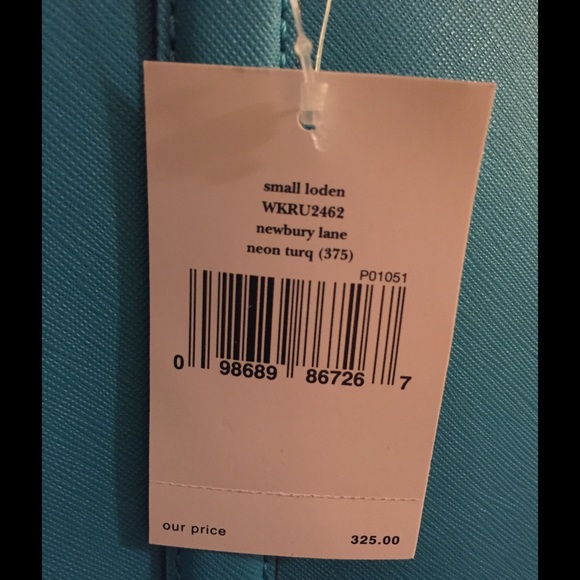 small loden
WKRU2462
newbury lane
neon turq (375)
P01051
0 98689 86726 7
our price 325.00